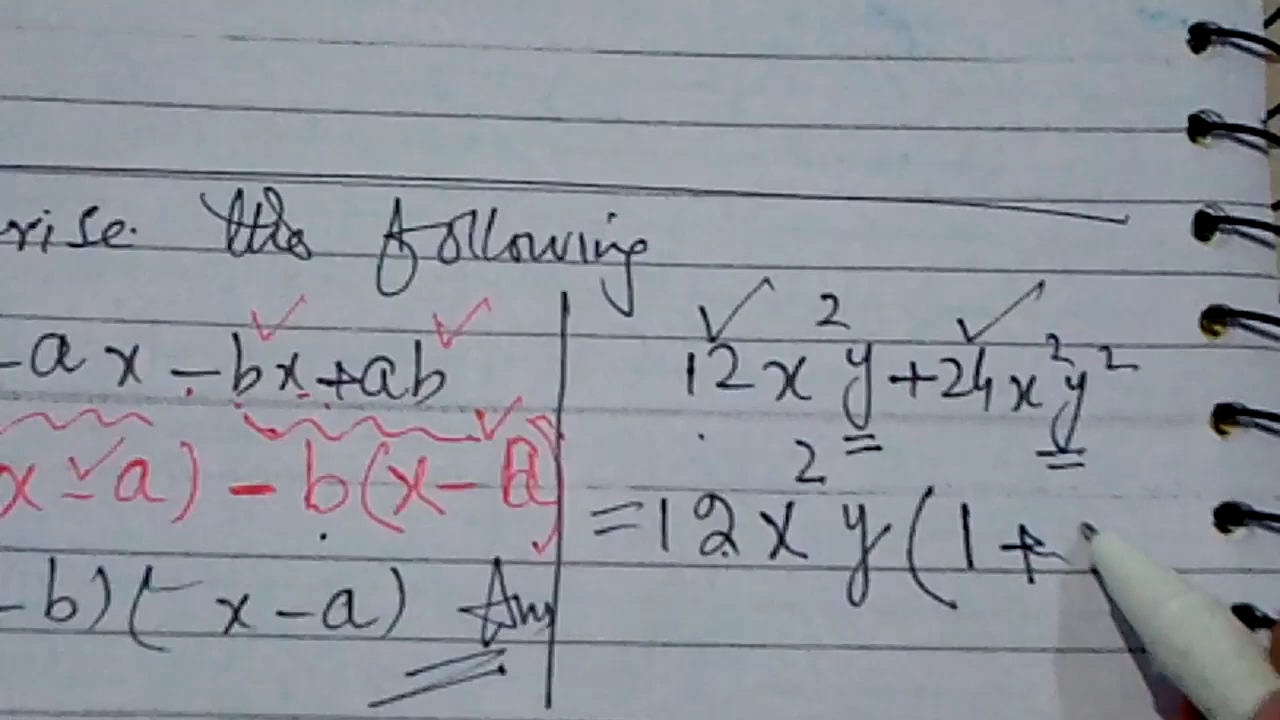 rise the following
-ax -bx+ab
x-a) - b(x-a
-b)(x-a) Ans
12x²y+24x²y²
=12x²y(1+